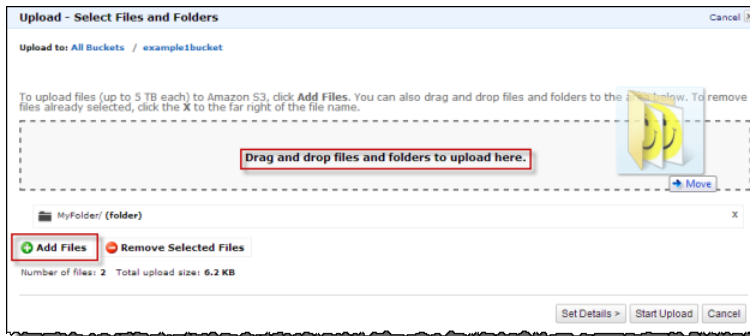 Upload - Select Files and Folders
Cancel X
Upload to: All Buckets / example1bucket
To upload files (up to 5 TB each) to Amazon S3, click Add Files. You can also drag and drop files and folders to the area below. To remove
files already selected, click the X to the far right of the file name.
Drag and drop files and folders to upload here.
Move
MyFolder/ (folder)
x
Add Files
Remove Selected Files
Number of files: 2 Total upload size: 6.2 KB
Set Details >
Start Upload
Cancel